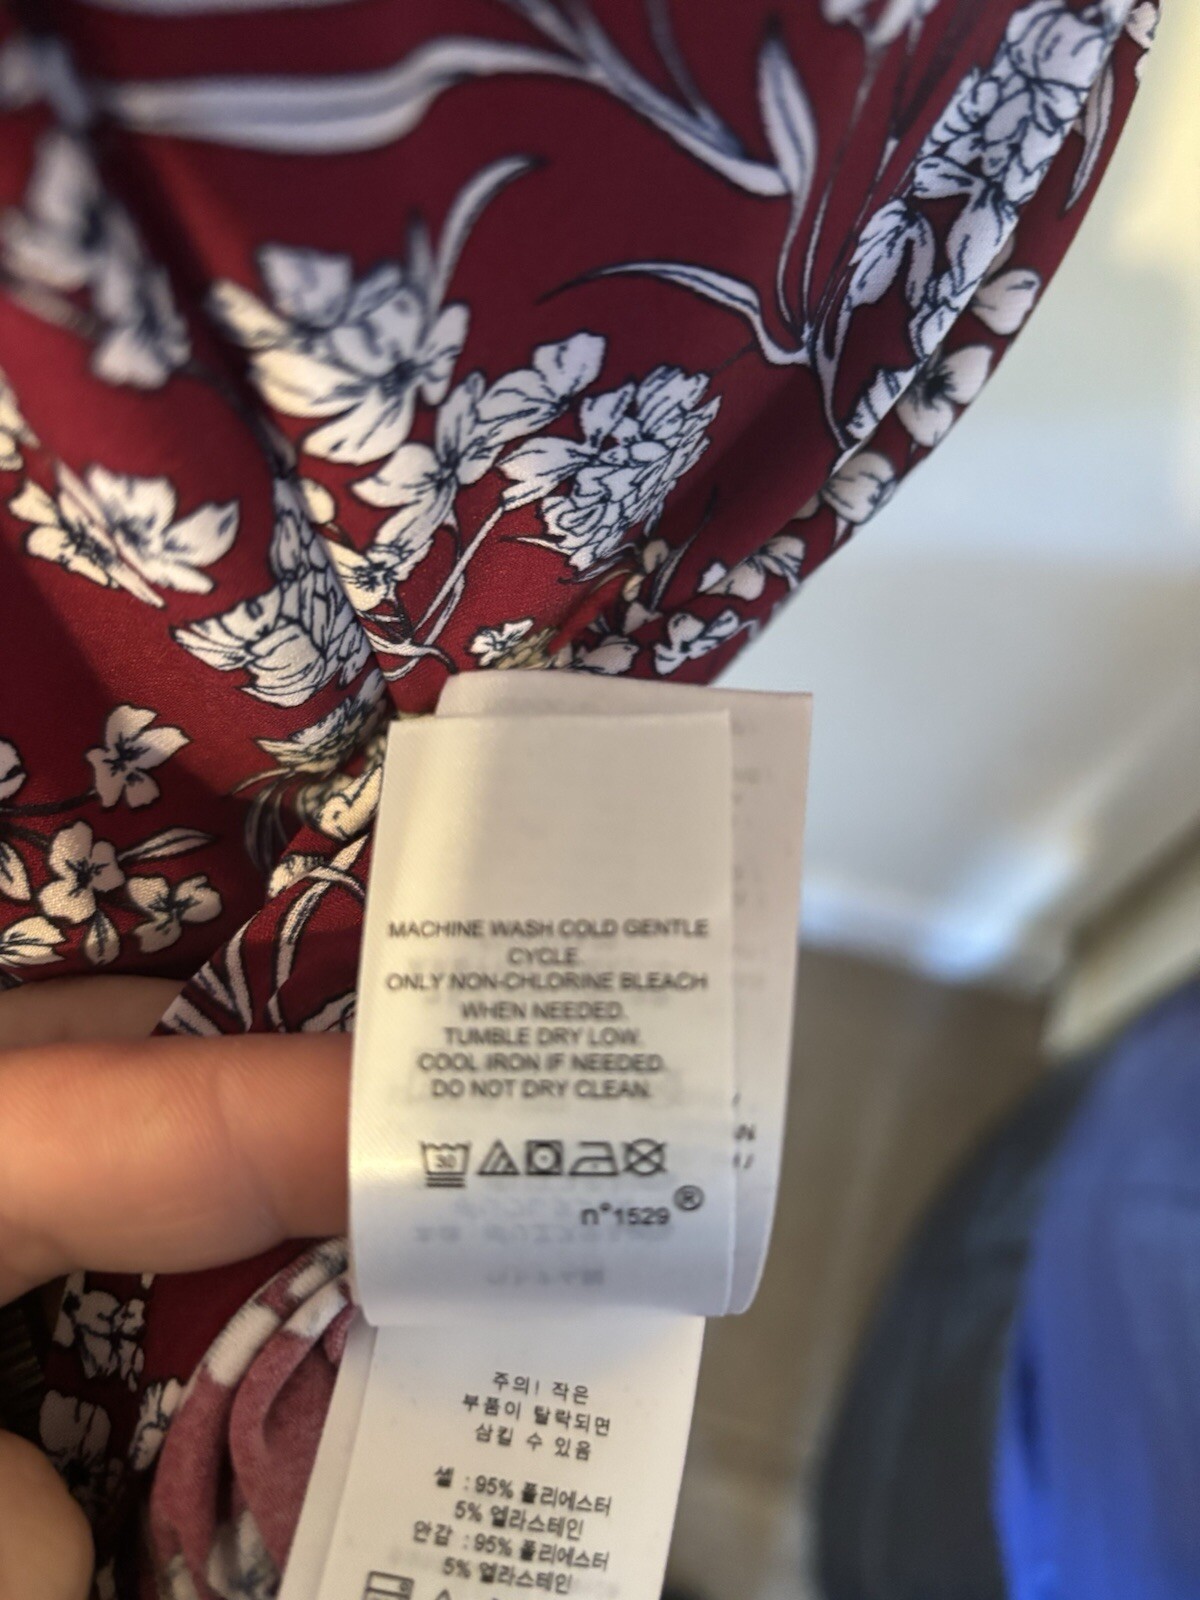 MACHINE WASH COLD GENTLE
CYCLE.
ONLY NON-CHLORINE BLEACH
WHEN NEEDED.
TUMBLE DRY LOW.
COOL IRON IF NEEDED.
DO NOT DRY CLEAN.
30
n°1529®
주의! 작은
부품이 탈락되면
삼킬 수 있음
셸 : 95% 폴리에스터
5% 엘라스테인
안감 : 95% 폴리에스터
5% 엘라스테인